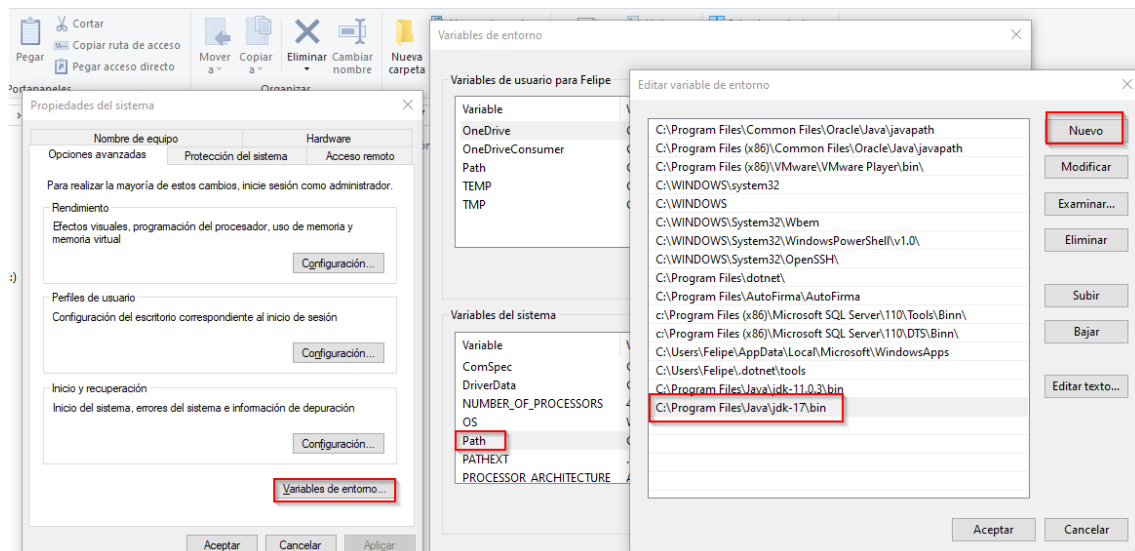 Cortar
Copiar ruta de acceso
Pegar acceso directo
Pegar
Mover a
Copiar a
Eliminar
Cambiar nombre
Nueva carpeta
Organizar
Propiedades del sistema
Nombre de equipo
Hardware
Opciones avanzadas
Protección del sistema
Acceso remoto
Para realizar la mayoría de estos cambios, inicie sesión como administrador.
Rendimiento
Efectos visuales, programación del procesador, uso de memoria y
memoria virtual
Configuración...
Perfiles de usuario
Configuración del escritorio correspondiente al inicio de sesión
Configuración...
Inicio y recuperación
Inicio del sistema, errores del sistema e información de depuración
Configuración...
Variables de entorno...
Aceptar
Cancelar
Aplicar
Variables de entorno
Variables de usuario para Felipe
Variable
OneDrive
OneDriveConsumer
Path
TEMP
TMP
Variables del sistema
Variable
ComSpec
DriverData
NUMBER_OF_PROCESSORS
OS
Path
PATHEXT
PROCESSOR_ARCHITECTURE
Editar variable de entorno
C:\Program Files\Common Files\Oracle\Java\javapath
C:\Program Files (x86)\Common Files\Oracle\Java\javapath
C:\Program Files (x86)\VMware\VMware Player\bin\
C:\WINDOWS\system32
C:\WINDOWS
C:\WINDOWS\System32\Wbem
C:\WINDOWS\System32\WindowsPowerShell\v1.0\
C:\WINDOWS\System32\OpenSSH\
C:\Program Files\dotnet\
C:\Program Files\AutoFirma\AutoFirma
c:\Program Files (x86)\Microsoft SQL Server\110\Tools\Binn\
c:\Program Files (x86)\Microsoft SQL Server\110\DTS\Binn\
C:\Users\Felipe\AppData\Local\Microsoft\WindowsApps
C:\Users\Felipe\.dotnet\tools
C:\Program Files\Java\jdk-11.0.3\bin
C:\Program Files\Java\jdk-17\bin
Nuevo
Modificar
Examinar...
Eliminar
Subir
Bajar
Editar texto...
Aceptar
Cancelar